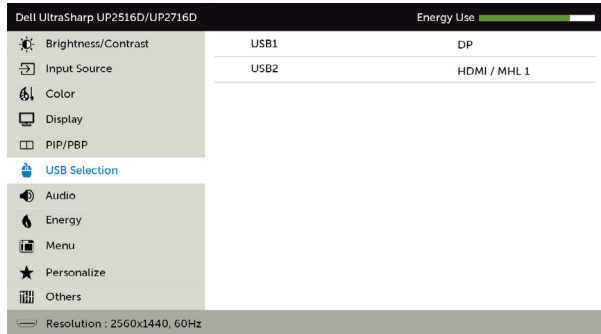 Dell UltraSharp UP2516D/UP2716D Energy Use
Brightness/Contrast USB1 DP
Input Source USB2 HDMI / MHL 1
Color
Display
PIP/PBP
USB Selection
Audio
Energy
Menu
Personalize
Others
Resolution : 2560x1440, 60Hz